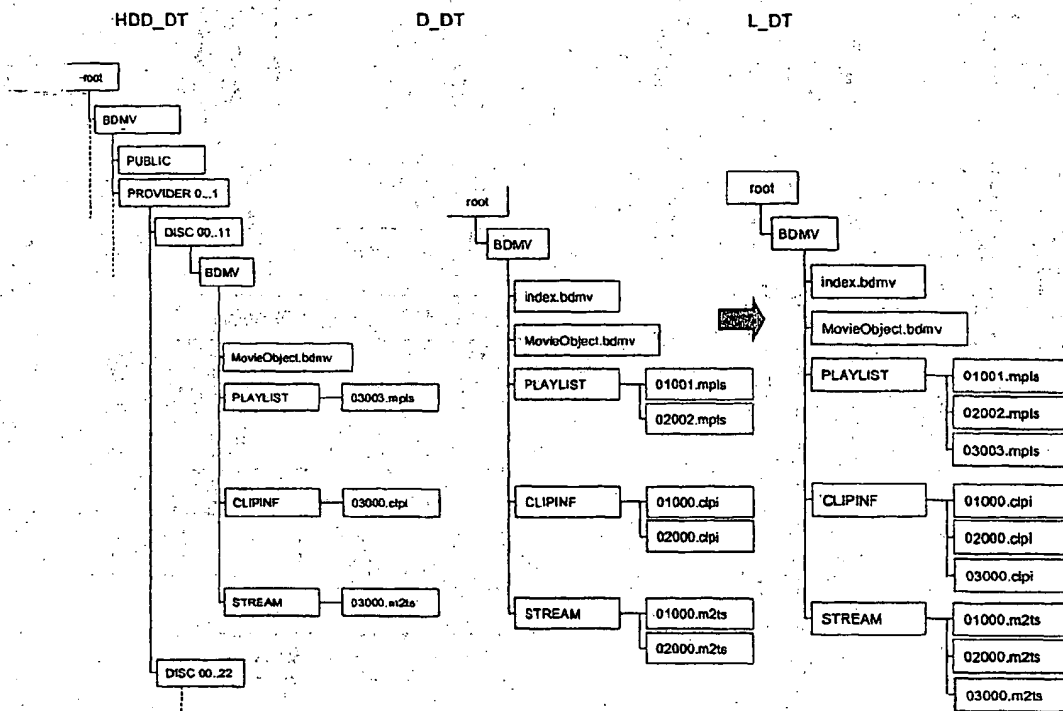 HDD_DT
root
BDMV
PUBLIC
PROVIDER 0...1
DISC 00..11
BDMV
MovieObject.bdmv
PLAYLIST
03003.mpls
CLIPINF
03000.clpi
STREAM
03000.m2ts
DISC 00..22
D_DT
root
BDMV
index.bdmv
MovieObject.bdmv
PLAYLIST
01001.mpls
02002.mpls
CLIPINF
01000.clpi
02000.clpi
STREAM
01000.m2ts
02000.m2ts
L_DT
root
BDMV
index.bdmv
MovieObject.bdmv
PLAYLIST
01001.mpls
02002.mpls
03003.mpls
CLIPINF
01000.clpi
02000.clpi
03000.clpi
STREAM
01000.m2ts
02000.m2ts
03000.m2ts